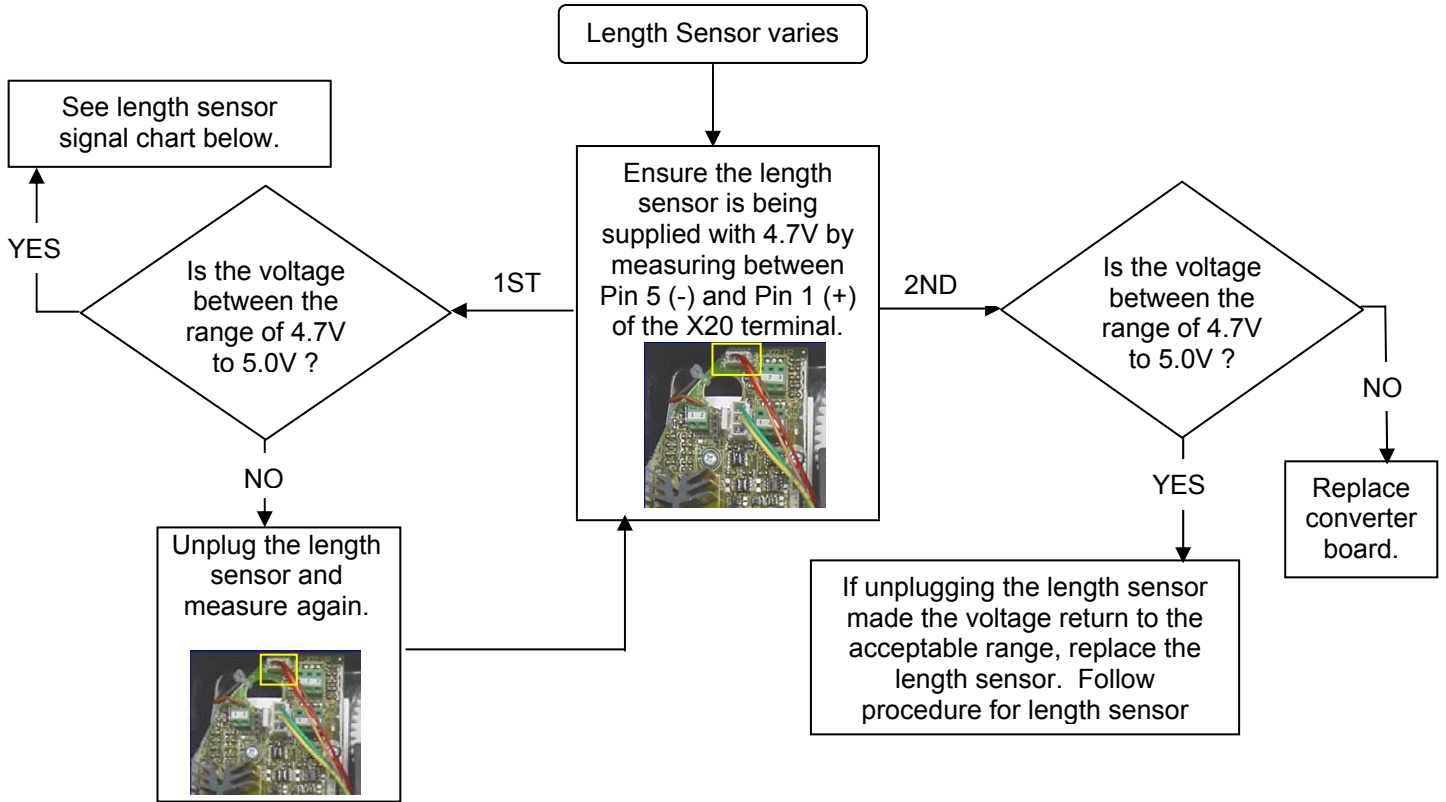 Length Sensor varies
See length sensor
signal chart below.
Ensure the length
sensor is being
supplied with 4.7V by
measuring between
Pin 5 (-) and Pin 1 (+)
of the X20 terminal.
YES
Is the voltage
between the
range of 4.7V
to 5.0V ?
1ST
2ND
Is the voltage
between the
range of 4.7V
to 5.0V ?
NO
NO
YES
Unplug the length
sensor and
measure again.
Replace
converter
board.
If unplugging the length sensor
made the voltage return to the
acceptable range, replace the
length sensor. Follow
procedure for length sensor